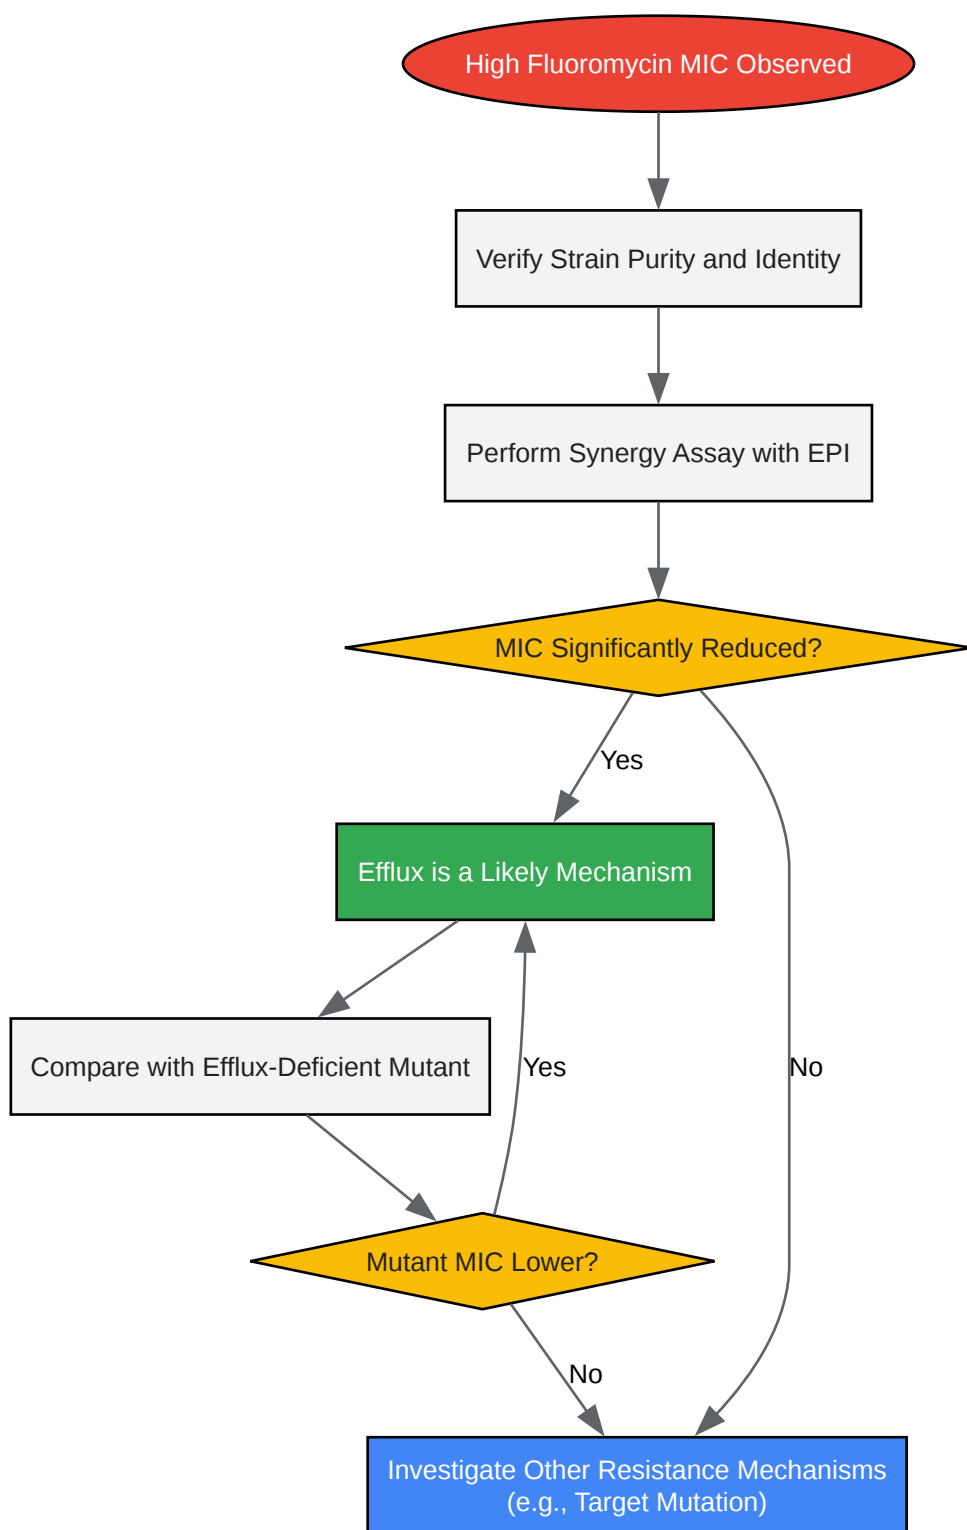 High Fluoromycin MIC Observed
Verify Strain Purity and Identity
Perform Synergy Assay with EPI
MIC Significantly Reduced?
Yes
Efflux is a Likely Mechanism
Compare with Efflux-Deficient Mutant
Yes
No
Mutant MIC Lower?
No
Investigate Other Resistance Mechanisms
(e.g., Target Mutation)